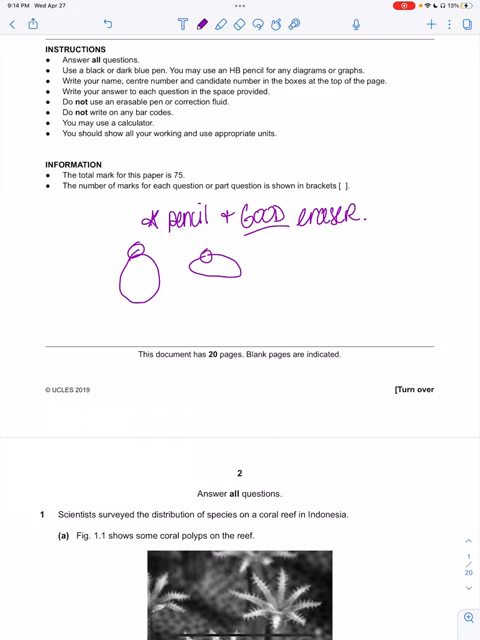 9:14 PM Wed Apr 27
13%
T
INSTRUCTIONS
• Answer all questions.
• Use a black or dark blue pen. You may use an HB pencil for any diagrams or graphs.
• Write your name, centre number and candidate number in the boxes at the top of the page.
• Write your answer to each question in the space provided.
• Do not use an erasable pen or correction fluid.
• Do not write on any bar codes.
• You may use a calculator.
• You should show all your working and use appropriate units.
INFORMATION
• The total mark for this paper is 75.
• The number of marks for each question or part question is shown in brackets [ ].
* pencil + GOOD eraser.
This document has 20 pages. Blank pages are indicated.
© UCLES 2019
[Turn over
2
Answer all questions.
1 Scientists surveyed the distribution of species on a coral reef in Indonesia.
(a) Fig. 1.1 shows some coral polyps on the reef.
1
/
20